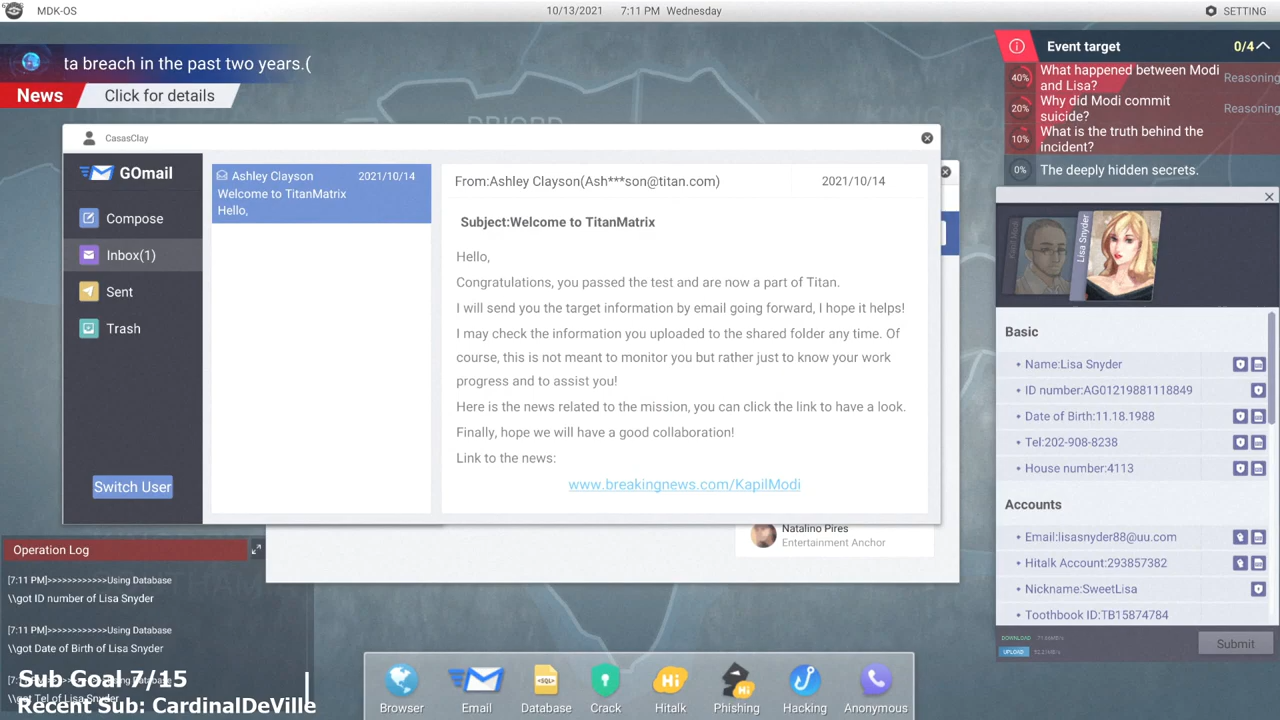 MDK-OS
10/13/2021 7:11 PM Wednesday
SETTING
ta breach in the past two years.(
News
Click for details
Event target
0/4
40%
What happened between Modi
and Lisa?
Reasoning
20%
Why did Modi commit
suicide?
Reasoning
10%
What is the truth behind the
incident?
0%
The deeply hidden secrets.
CasasClay
GOmail
Compose
Inbox(1)
Sent
Trash
Switch User
Ashley Clayson 2021/10/14
Welcome to TitanMatrix
Hello,
From:Ashley Clayson(Ash***son@titan.com) 2021/10/14
Subject:Welcome to TitanMatrix
Hello,
Congratulations, you passed the test and are now a part of Titan.
I will send you the target information by email going forward, I hope it helps!
I may check the information you uploaded to the shared folder any time. Of
course, this is not meant to monitor you but rather just to know your work
progress and to assist you!
Here is the news related to the mission, you can click the link to have a look.
Finally, hope we will have a good collaboration!
Link to the news:
www.breakingnews.com/KapilModi
Natalino Pires
Entertainment Anchor
Kapil Modi
Lisa Snyder
Basic
Name:Lisa Snyder
ID number:AG01219881118849
Date of Birth:11.18.1988
Tel:202-908-8238
House number:4113
Accounts
Email:lisasnyder88@uu.com
Hitalk Account:293857382
Nickname:SweetLisa
Toothbook ID:TB15874784
DOWNLOAD
UPLOAD
Submit
Operation Log
[7:11 PM]>>>>>>>>>>>>Using Database
\\got ID number of Lisa Snyder
[7:11 PM]>>>>>>>>>>>>Using Database
\\got Date of Birth of Lisa Snyder
\\got Tel of Lisa Snyder
Sub Goal 7/15 |
Recent Sub: CardinalDeVille
<SQL>
Hi
Hi
Browser
Email
Database
Crack
Hitalk
Phishing
Hacking
Anonymous